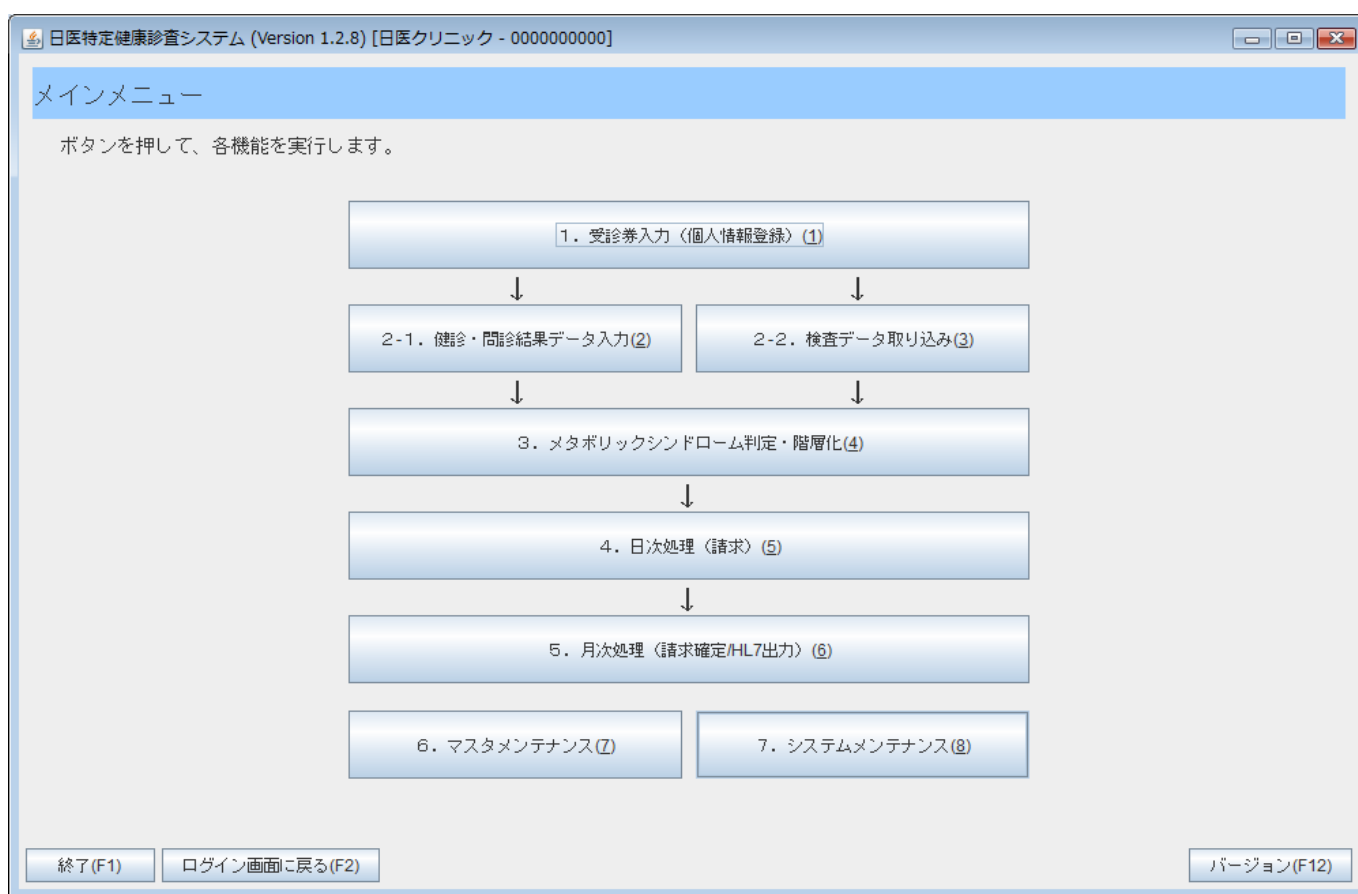 日医特定健康診査システム (Version 1.2.8) [日医クリニック - 0000000000]
メインメニュー
ボタンを押して、各機能を実行します。
１．受診券入力（個人情報登録）(1)
↓ ↓
２-１．健診・問診結果データ入力(2) ２-２．検査データ取り込み(3)
↓ ↓
３．メタボリックシンドローム判定・階層化(4)
↓
４．日次処理（請求）(5)
↓
５．月次処理（請求確定/HL7出力）(6)
６．マスタメンテナンス(7) ７．システムメンテナンス(8)
終了(F1) ログイン画面に戻る(F2) バージョン(F12)